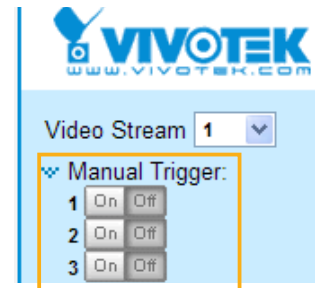 VIVOTEK
www.vivotek.com
Video Stream 1
Manual Trigger:
1 On Off
2 On Off
3 On Off